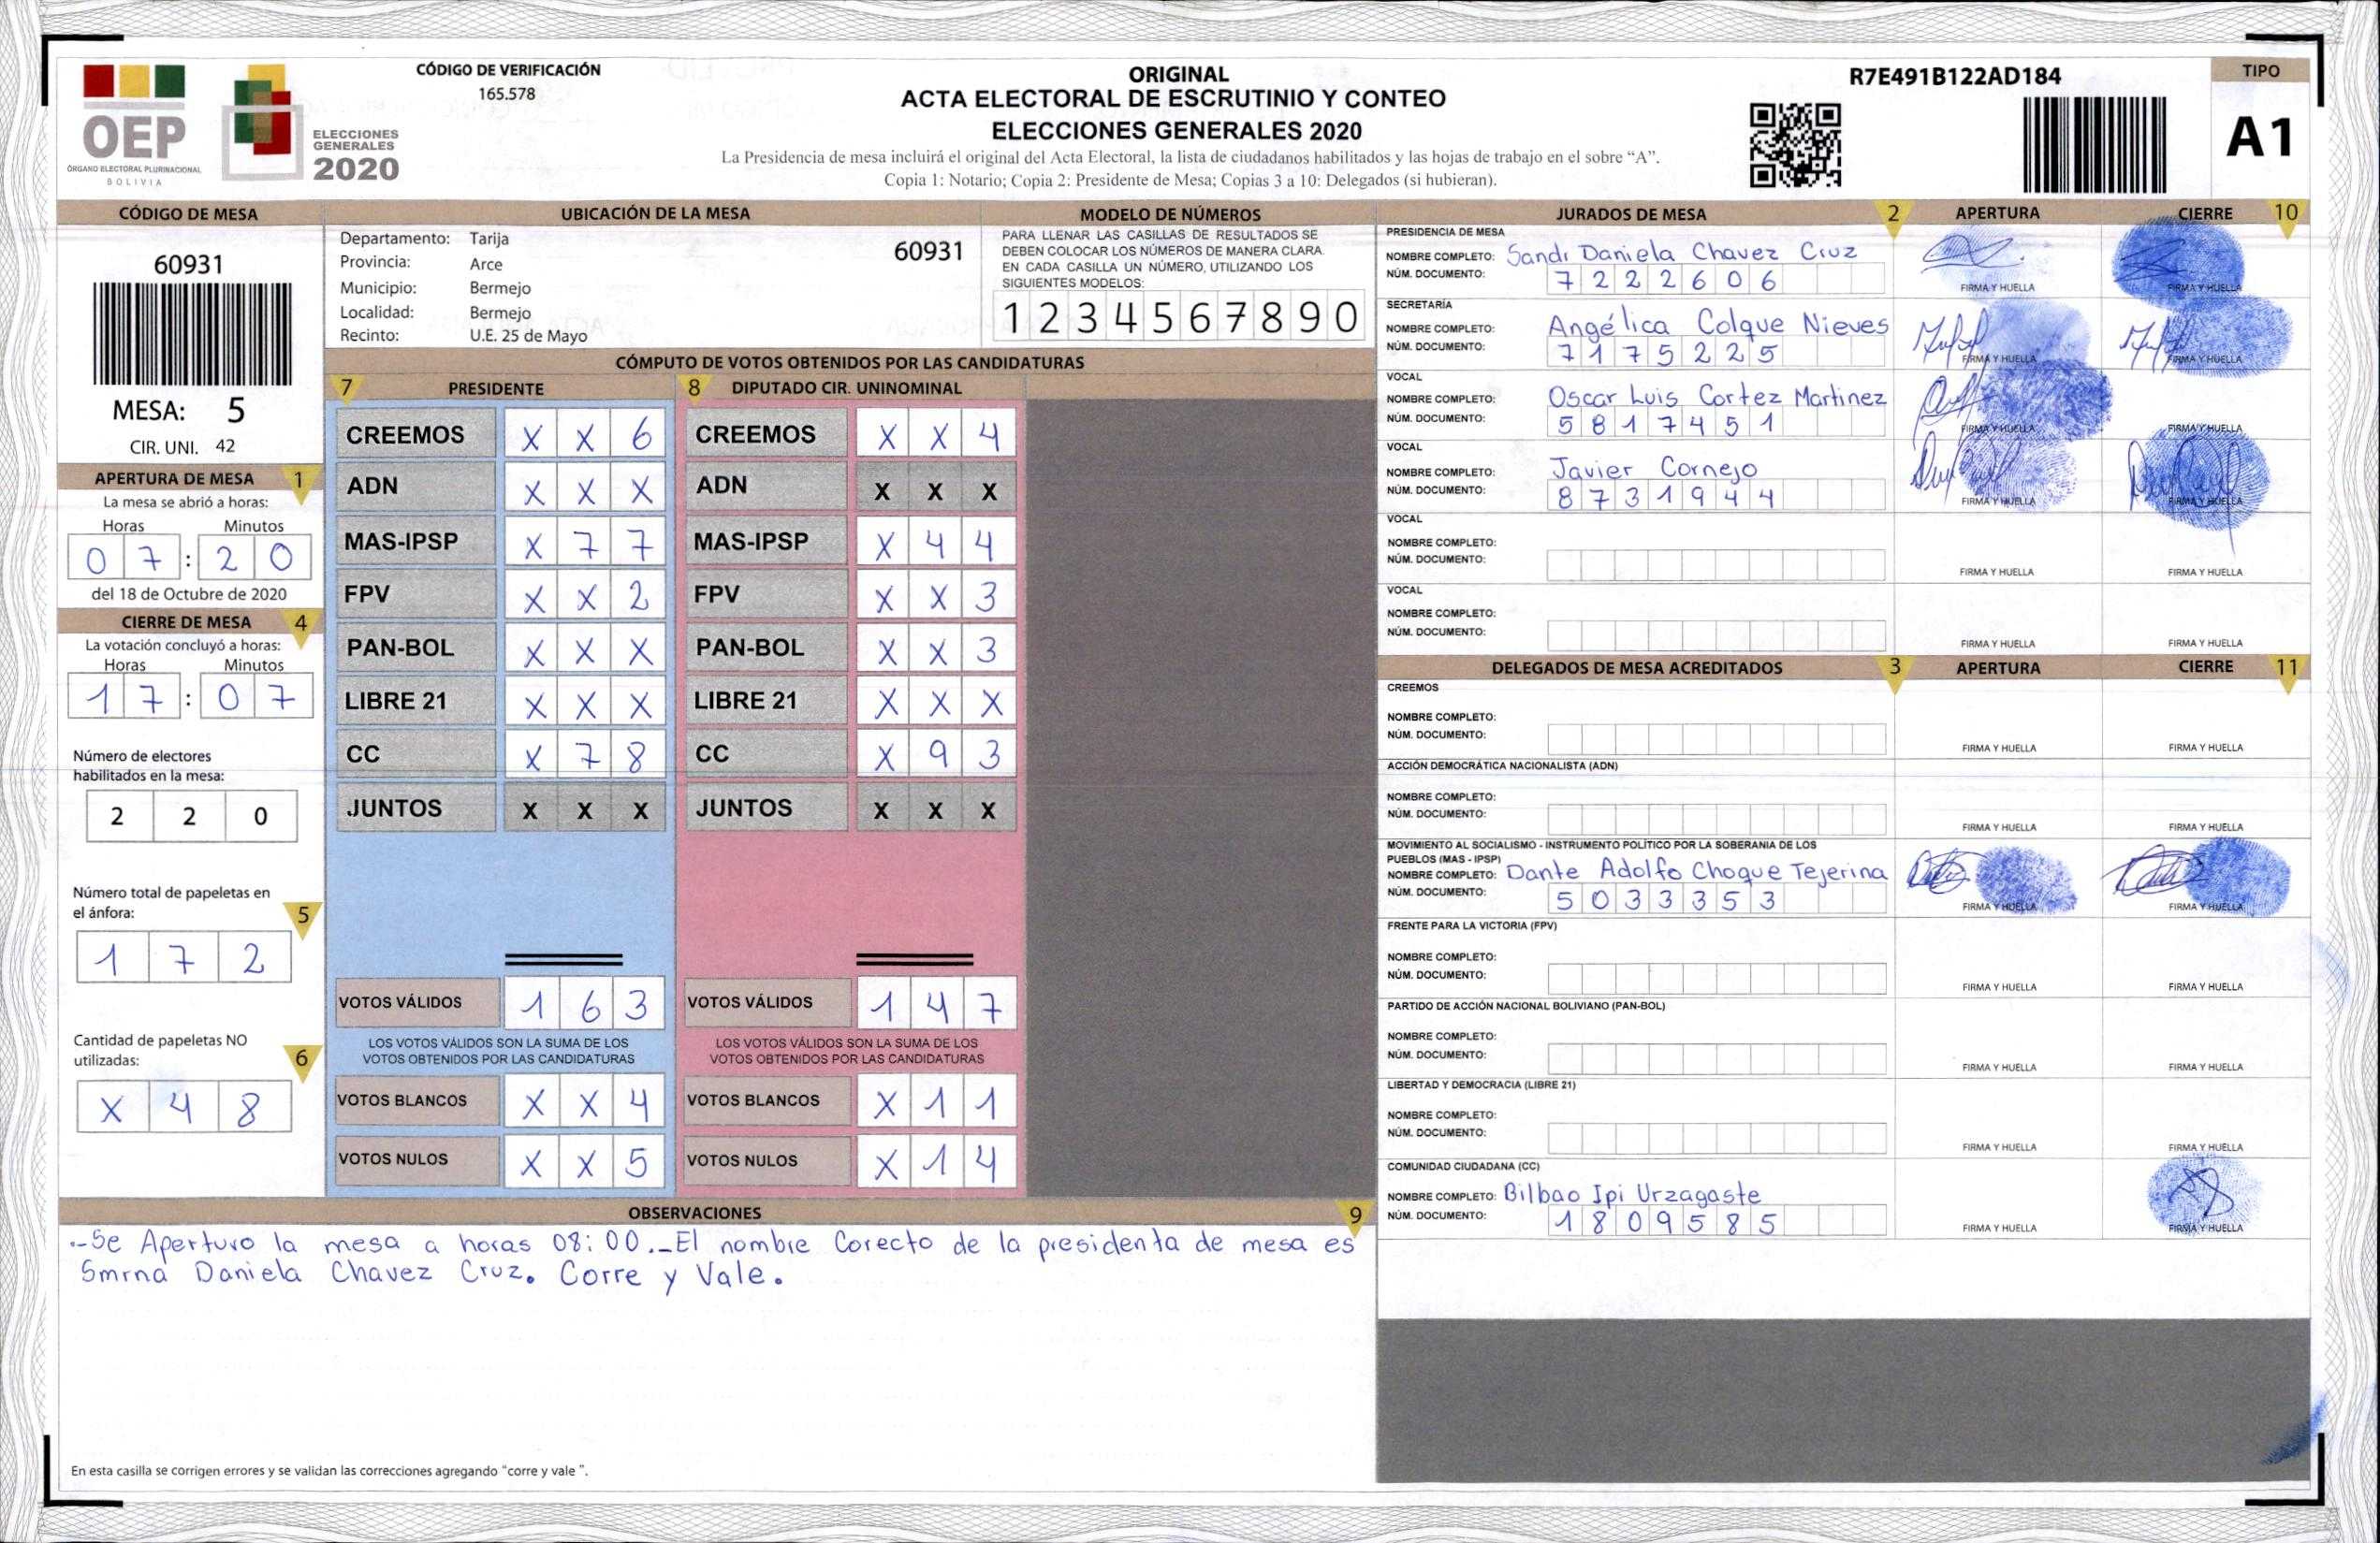 CÓDIGO DE VERIFICACIÓN
165.578
OEP
ÓRGANO ELECTORAL PLURINACIONAL
BOLIVIA
ELECCIONES
GENERALES
2020
ORIGINAL
ACTA ELECTORAL DE ESCRUTINIO Y CONTEO
ELECCIONES GENERALES 2020
La Presidencia de mesa incluirá el original del Acta Electoral, la lista de ciudadanos habilitados y las hojas de trabajo en el sobre “A”.
Copia 1: Notario; Copia 2: Presidente de Mesa; Copias 3 a 10: Delegados (si hubieran).
R7E491B122AD184
TIPO
A1
CÓDIGO DE MESA
60931
MESA: 5
CIR. UNI. 42
APERTURA DE MESA 1
La mesa se abrió a horas:
Horas Minutos
0 7 : 2 0
del 18 de Octubre de 2020
CIERRE DE MESA 4
La votación concluyó a horas:
Horas Minutos
1 7 : 0 7
Número de electores
habilitados en la mesa:
2 2 0
Número total de papeletas en
el ánfora: 5
1 7 2
Cantidad de papeletas NO
utilizadas: 6
X 4 8
UBICACIÓN DE LA MESA
Departamento: Tarija 60931
Provincia: Arce
Municipio: Bermejo
Localidad: Bermejo
Recinto: U.E. 25 de Mayo
MODELO DE NÚMEROS
PARA LLENAR LAS CASILLAS DE RESULTADOS SE
DEBEN COLOCAR LOS NÚMEROS DE MANERA CLARA.
EN CADA CASILLA UN NÚMERO, UTILIZANDO LOS
SIGUIENTES MODELOS:
1 2 3 4 5 6 7 8 9 0
CÓMPUTO DE VOTOS OBTENIDOS POR LAS CANDIDATURAS
7 PRESIDENTE 8 DIPUTADO CIR. UNINOMINAL
CREEMOS X X 6 CREEMOS X X 4
ADN X X X ADN X X X
MAS-IPSP X 7 7 MAS-IPSP X 4 4
FPV X X 2 FPV X X 3
PAN-BOL X X X PAN-BOL X X 3
LIBRE 21 X X X LIBRE 21 X X X
CC X 7 8 CC X 9 3
JUNTOS X X X JUNTOS X X X
VOTOS VÁLIDOS 1 6 3 VOTOS VÁLIDOS 1 4 7
LOS VOTOS VÁLIDOS SON LA SUMA DE LOS LOS VOTOS VÁLIDOS SON LA SUMA DE LOS
VOTOS OBTENIDOS POR LAS CANDIDATURAS VOTOS OBTENIDOS POR LAS CANDIDATURAS
VOTOS BLANCOS X X 4 VOTOS BLANCOS X 1 1
VOTOS NULOS X X 5 VOTOS NULOS X 1 4
OBSERVACIONES 9
.-Se Aperturo la mesa a horas 08:00._El nombre Corecto de la presidenta de mesa es
Smrna Daniela Chavez Cruz. Corre y Vale.
En esta casilla se corrigen errores y se validan las correcciones agregando “corre y vale ”.
JURADOS DE MESA 2 APERTURA CIERRE 10
PRESIDENCIA DE MESA
NOMBRE COMPLETO: Sandi Daniela Chavez Cruz
NÚM. DOCUMENTO: 7 2 2 2 6 0 6
FIRMA Y HUELLA FIRMA Y HUELLA
SECRETARÍA
NOMBRE COMPLETO: Angélica Colque Nieves
NÚM. DOCUMENTO: 7 1 7 5 2 2 5
FIRMA Y HUELLA FIRMA Y HUELLA
VOCAL
NOMBRE COMPLETO: Oscar Luis Cortez Martinez
NÚM. DOCUMENTO: 5 8 1 7 4 5 1
FIRMA Y HUELLA FIRMA Y HUELLA
VOCAL
NOMBRE COMPLETO: Javier Cornejo
NÚM. DOCUMENTO: 8 7 3 1 9 4 4
FIRMA Y HUELLA FIRMA Y HUELLA
VOCAL
NOMBRE COMPLETO:
NÚM. DOCUMENTO:
FIRMA Y HUELLA FIRMA Y HUELLA
VOCAL
NOMBRE COMPLETO:
NÚM. DOCUMENTO:
FIRMA Y HUELLA FIRMA Y HUELLA
DELEGADOS DE MESA ACREDITADOS 3 APERTURA CIERRE 11
CREEMOS
NOMBRE COMPLETO:
NÚM. DOCUMENTO:
FIRMA Y HUELLA FIRMA Y HUELLA
ACCIÓN DEMOCRÁTICA NACIONALISTA (ADN)
NOMBRE COMPLETO:
NÚM. DOCUMENTO:
FIRMA Y HUELLA FIRMA Y HUELLA
MOVIMIENTO AL SOCIALISMO - INSTRUMENTO POLÍTICO POR LA SOBERANIA DE LOS
PUEBLOS (MAS - IPSP)
NOMBRE COMPLETO: Dante Adolfo Choque Tejerina
NÚM. DOCUMENTO: 5 0 3 3 3 5 3
FIRMA Y HUELLA FIRMA Y HUELLA
FRENTE PARA LA VICTORIA (FPV)
NOMBRE COMPLETO:
NÚM. DOCUMENTO:
FIRMA Y HUELLA FIRMA Y HUELLA
PARTIDO DE ACCIÓN NACIONAL BOLIVIANO (PAN-BOL)
NOMBRE COMPLETO:
NÚM. DOCUMENTO:
FIRMA Y HUELLA FIRMA Y HUELLA
LIBERTAD Y DEMOCRACIA (LIBRE 21)
NOMBRE COMPLETO:
NÚM. DOCUMENTO:
FIRMA Y HUELLA FIRMA Y HUELLA
COMUNIDAD CIUDADANA (CC)
NOMBRE COMPLETO: Bilbao Ipi Urzagaste
NÚM. DOCUMENTO: 1 8 0 9 5 8 5
FIRMA Y HUELLA FIRMA Y HUELLA